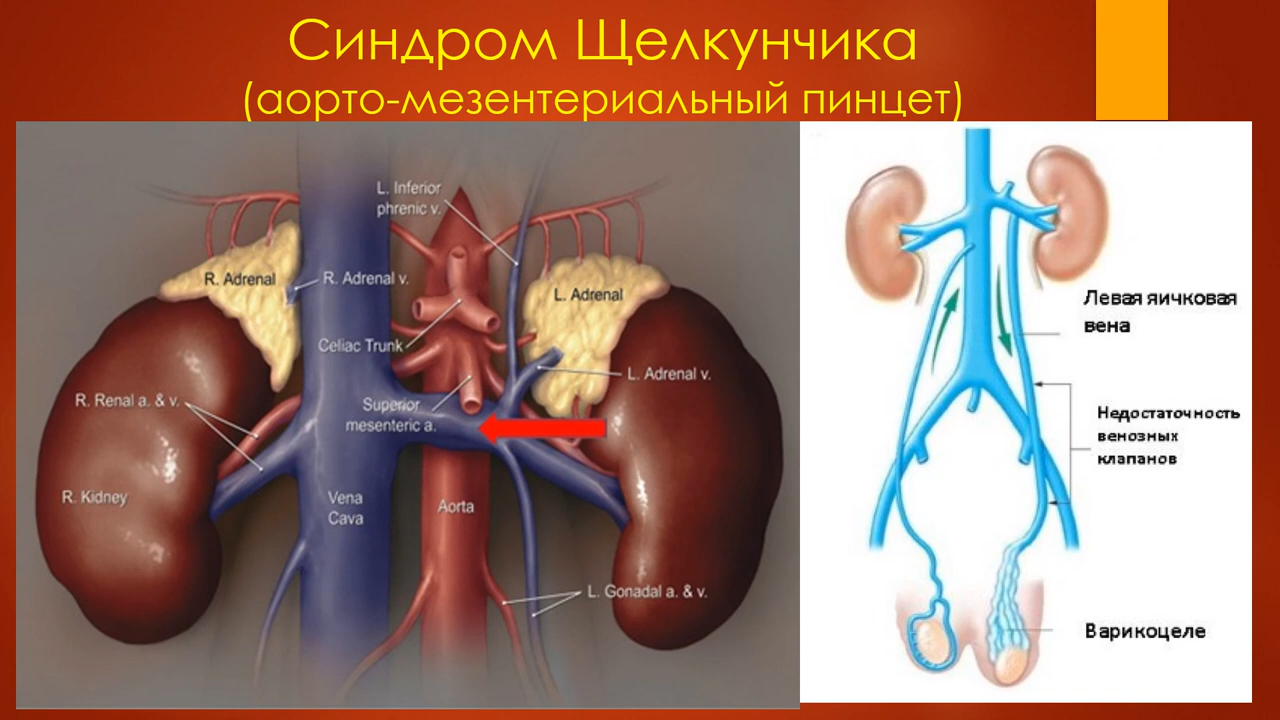 Синдром Щелкунчика
(аорто-мезентериальный пинцет)
L. Inferior
phrenic v.
R. Adrenal
R. Adrenal v.
L. Adrenal
Celiac Trunk
L. Adrenal v.
R. Renal a. & v.
Superior
mesenteric a.
R. Kidney
Vena
Cava
Aorta
L. Gonadal a. & v.
Левая яичковая
вена
Недостаточность
венозных
клапанов
Варикоцеле